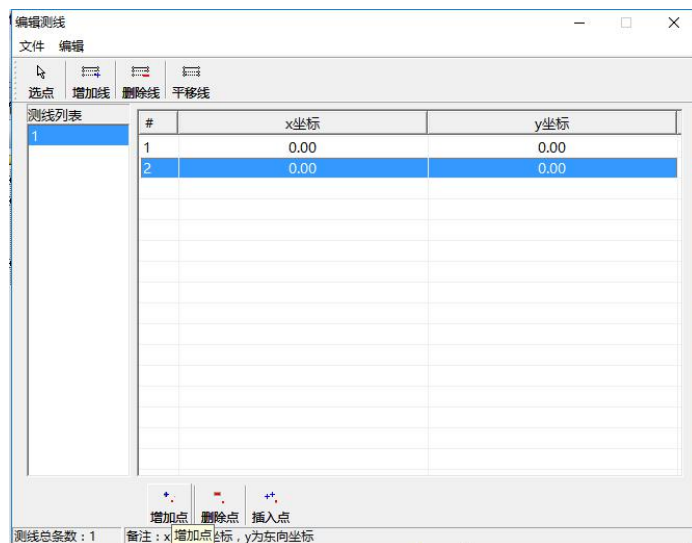 编辑测线
文件 编辑
选点 增加线 删除线 平移线
测线列表
1
# x坐标 y坐标
1 0.00 0.00
2 0.00 0.00
增加点 删除点 插入点
增加点
测线总条数：1 备注：x 坐标，y为东向坐标